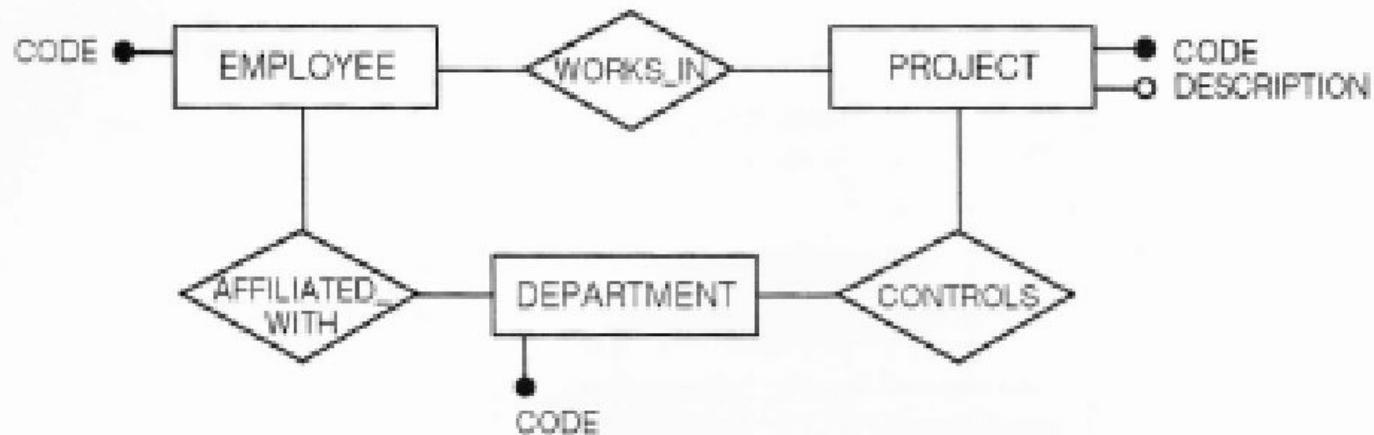 CODE
EMPLOYEE
WORKS_IN
PROJECT
CODE
DESCRIPTION
AFFILIATED_
WITH
DEPARTMENT
CONTROLS
CODE